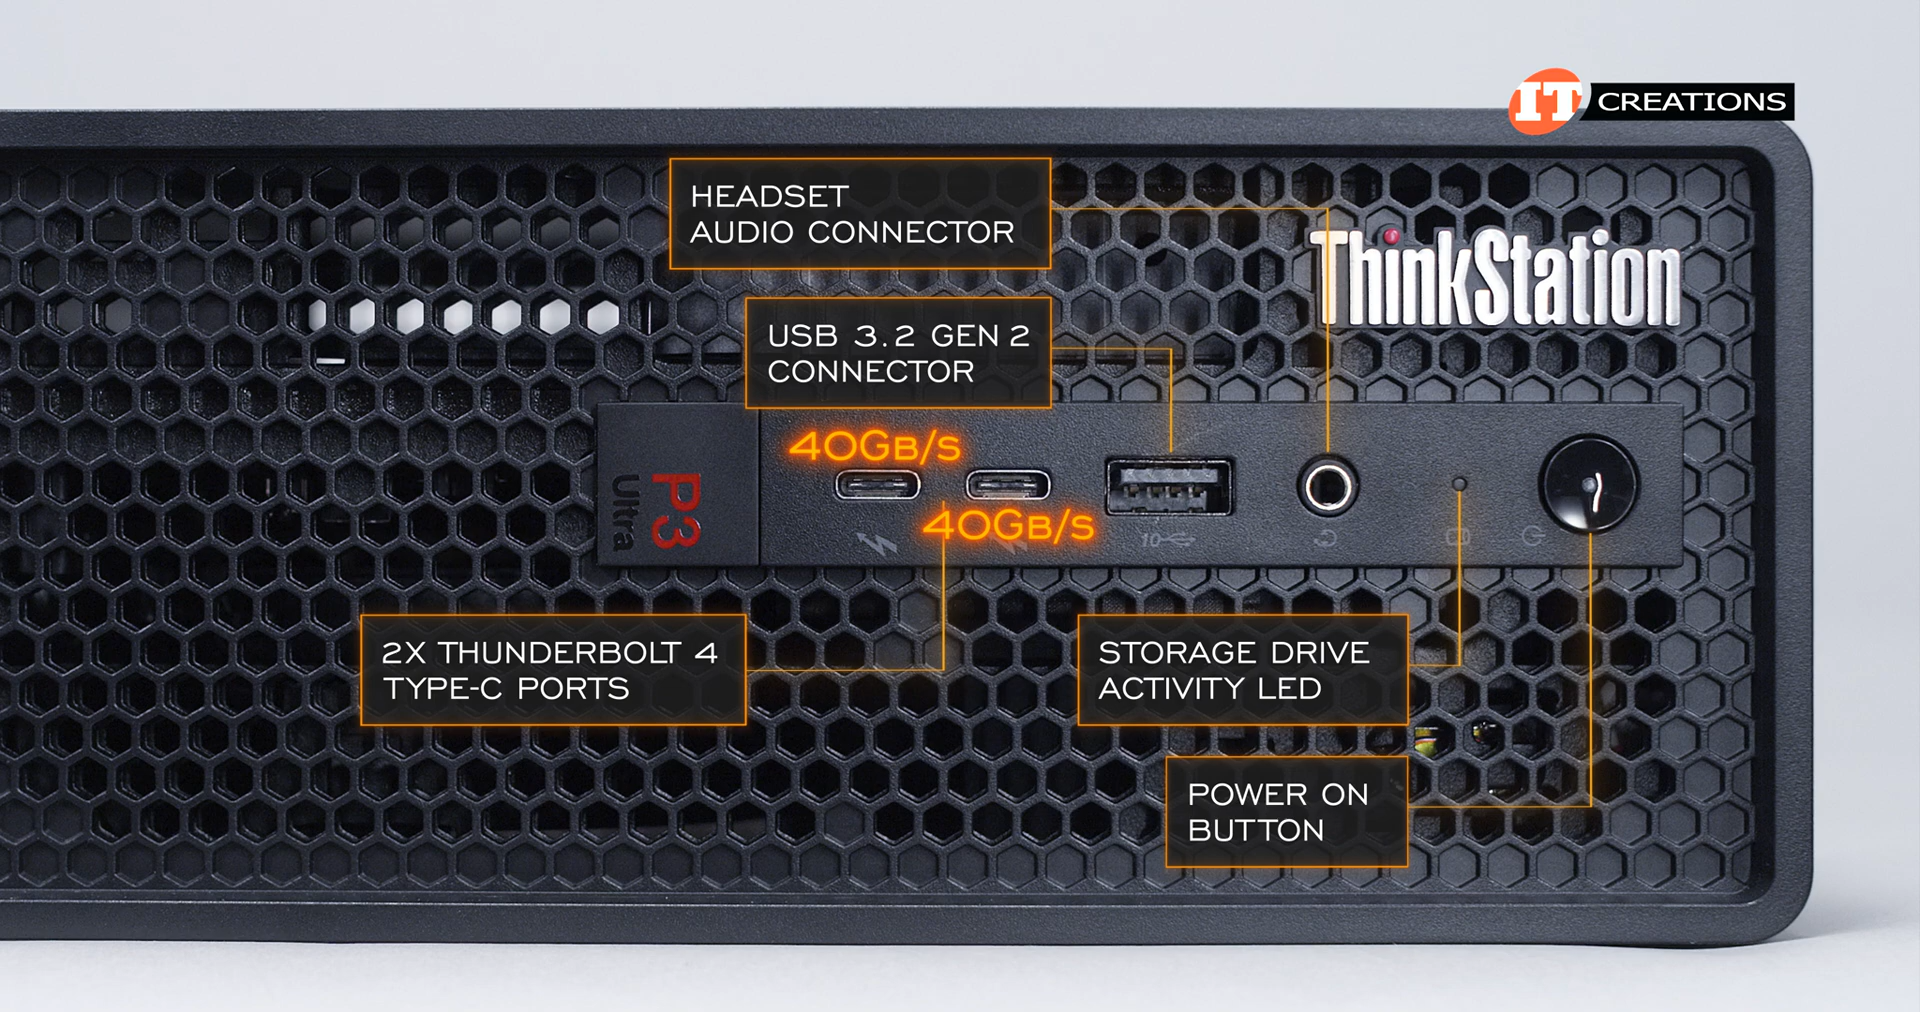 IT CREATIONS
HEADSET
AUDIO CONNECTOR
ThinkStation
USB 3.2 GEN 2
CONNECTOR
40GB/S
40GB/S
P3
Ultra
10
2X THUNDERBOLT 4
TYPE-C PORTS
STORAGE DRIVE
ACTIVITY LED
POWER ON
BUTTON